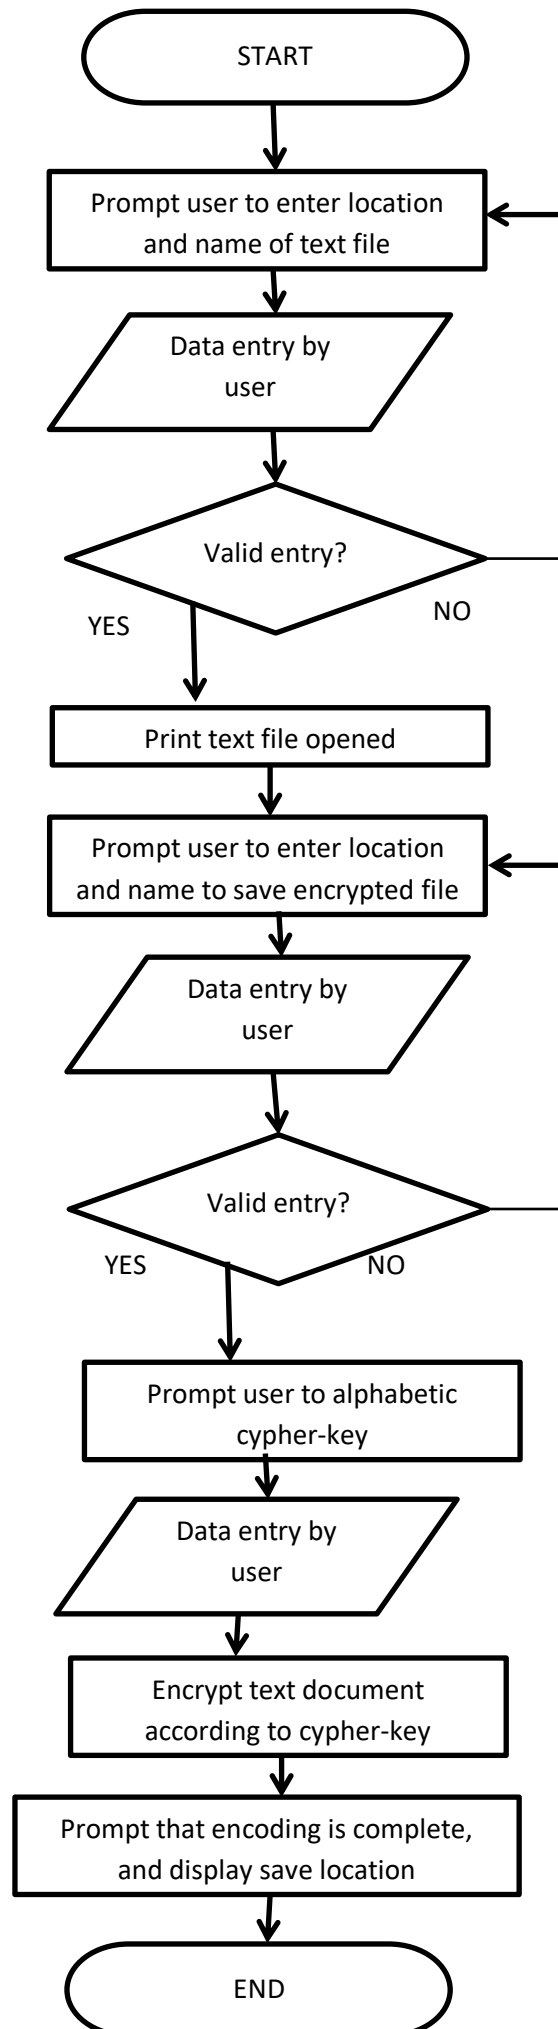 START
Prompt user to enter location
and name of text file
Data entry by
user
Valid entry?
YES
NO
Print text file opened
Prompt user to enter location
and name to save encrypted file
Data entry by
user
Valid entry?
YES
NO
Prompt user to alphabetic
cypher-key
Data entry by
user
Encrypt text document
according to cypher-key
Prompt that encoding is complete,
and display save location
END